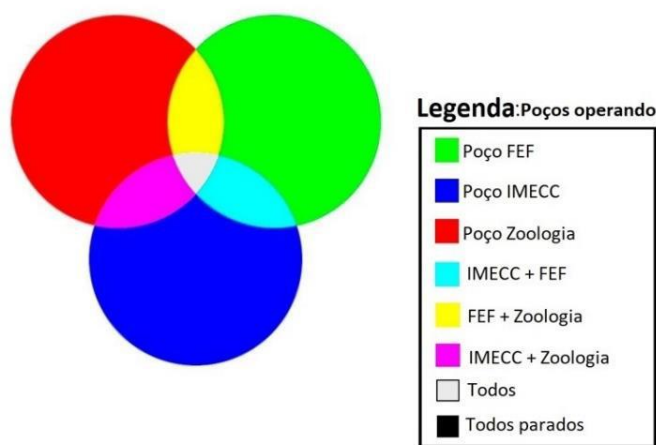 Legenda:Poços operando
Poço FEF
Poço IMECC
Poço Zoologia
IMECC + FEF
FEF + Zoologia
IMECC + Zoologia
Todos
Todos parados